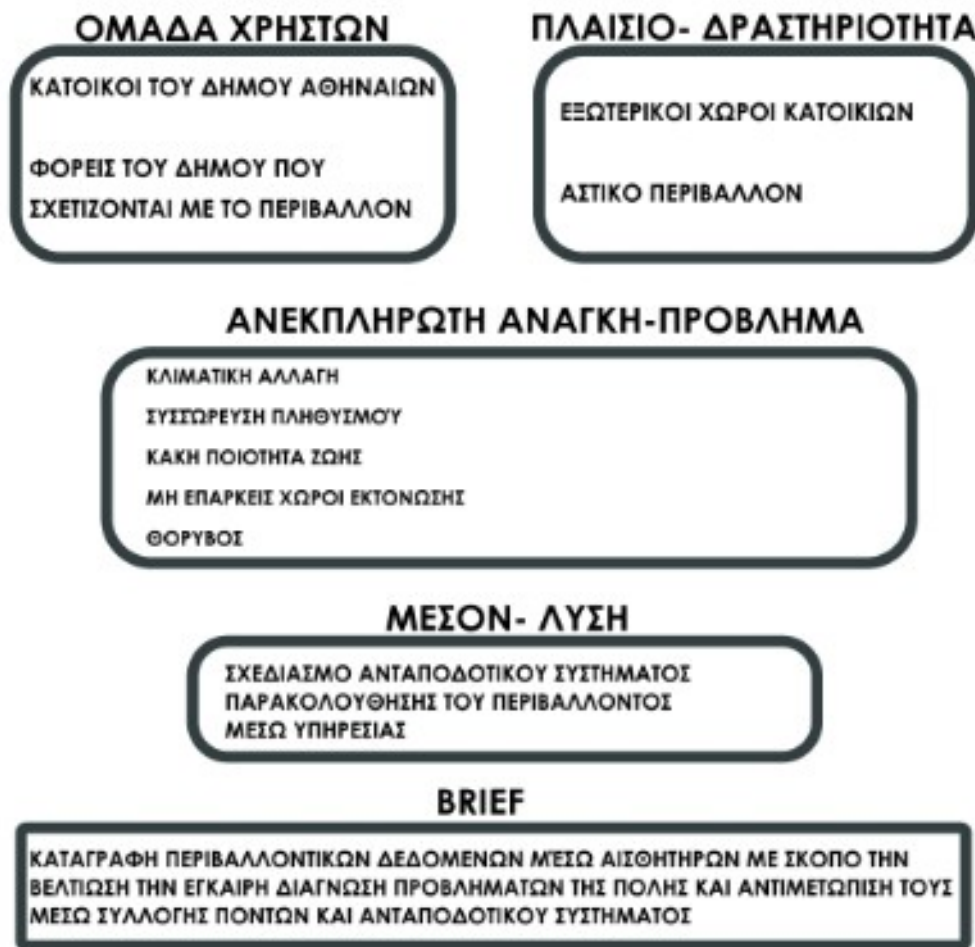 ΟΜΑΔΑ ΧΡΗΣΤΩΝ
ΚΑΤΟΙΚΟΙ ΤΟΥ ΔΗΜΟΥ ΑΘΗΝΑΙΩΝ
ΦΟΡΕΙΣ ΤΟΥ ΔΗΜΟΥ ΠΟΥ
ΣΧΕΤΙΖΟΝΤΑΙ ΜΕ ΤΟ ΠΕΡΙΒΑΛΛΟΝ
ΠΛΑΙΣΙΟ- ΔΡΑΣΤΗΡΙΟΤΗΤΑ
ΕΞΩΤΕΡΙΚΟΙ ΧΩΡΟΙ ΚΑΤΟΙΚΙΩΝ
ΑΣΤΙΚΟ ΠΕΡΙΒΑΛΛΟΝ
ΑΝΕΚΠΛΗΡΩΤΗ ΑΝΑΓΚΗ-ΠΡΟΒΛΗΜΑ
ΚΛΙΜΑΤΙΚΗ ΑΛΛΑΓΗ
ΣΥΣΣΩΡΕΥΣΗ ΠΛΗΘΥΣΜΟΎ
ΚΑΚΗ ΠΟΙΟΤΗΤΑ ΖΩΗΣ
ΜΗ ΕΠΑΡΚΕΙΣ ΧΩΡΟΙ ΕΚΤΟΝΩΣΗΣ
ΘΟΡΥΒΟΣ
ΜΕΣΟΝ- ΛΥΣΗ
ΣΧΕΔΙΑΣΜΟ ΑΝΤΑΠΟΔΟΤΙΚΟΥ ΣΥΣΤΗΜΑΤΟΣ
ΠΑΡΑΚΟΛΟΥΘΗΣΗΣ ΤΟΥ ΠΕΡΙΒΑΛΛΟΝΤΟΣ
ΜΕΣΩ ΥΠΗΡΕΣΙΑΣ
BRIEF
ΚΑΤΑΓΡΑΦΗ ΠΕΡΙΒΑΛΛΟΝΤΙΚΩΝ ΔΕΔΟΜΕΝΩΝ ΜΈΣΩ ΑΙΣΘΗΤΗΡΩΝ ΜΕ ΣΚΟΠΟ ΤΗΝ
ΒΕΛΤΙΩΣΗ ΤΗΝ ΕΓΚΑΙΡΗ ΔΙΑΓΝΩΣΗ ΠΡΟΒΛΗΜΑΤΩΝ ΤΗΣ ΠΟΛΗΣ ΚΑΙ ΑΝΤΙΜΕΤΩΠΙΣΗ ΤΟΥΣ
ΜΕΣΩ ΣΥΛΛΟΓΗΣ ΠΟΝΤΩΝ ΚΑΙ ΑΝΤΑΠΟΔΟΤΙΚΟΥ ΣΥΣΤΗΜΑΤΟΣ